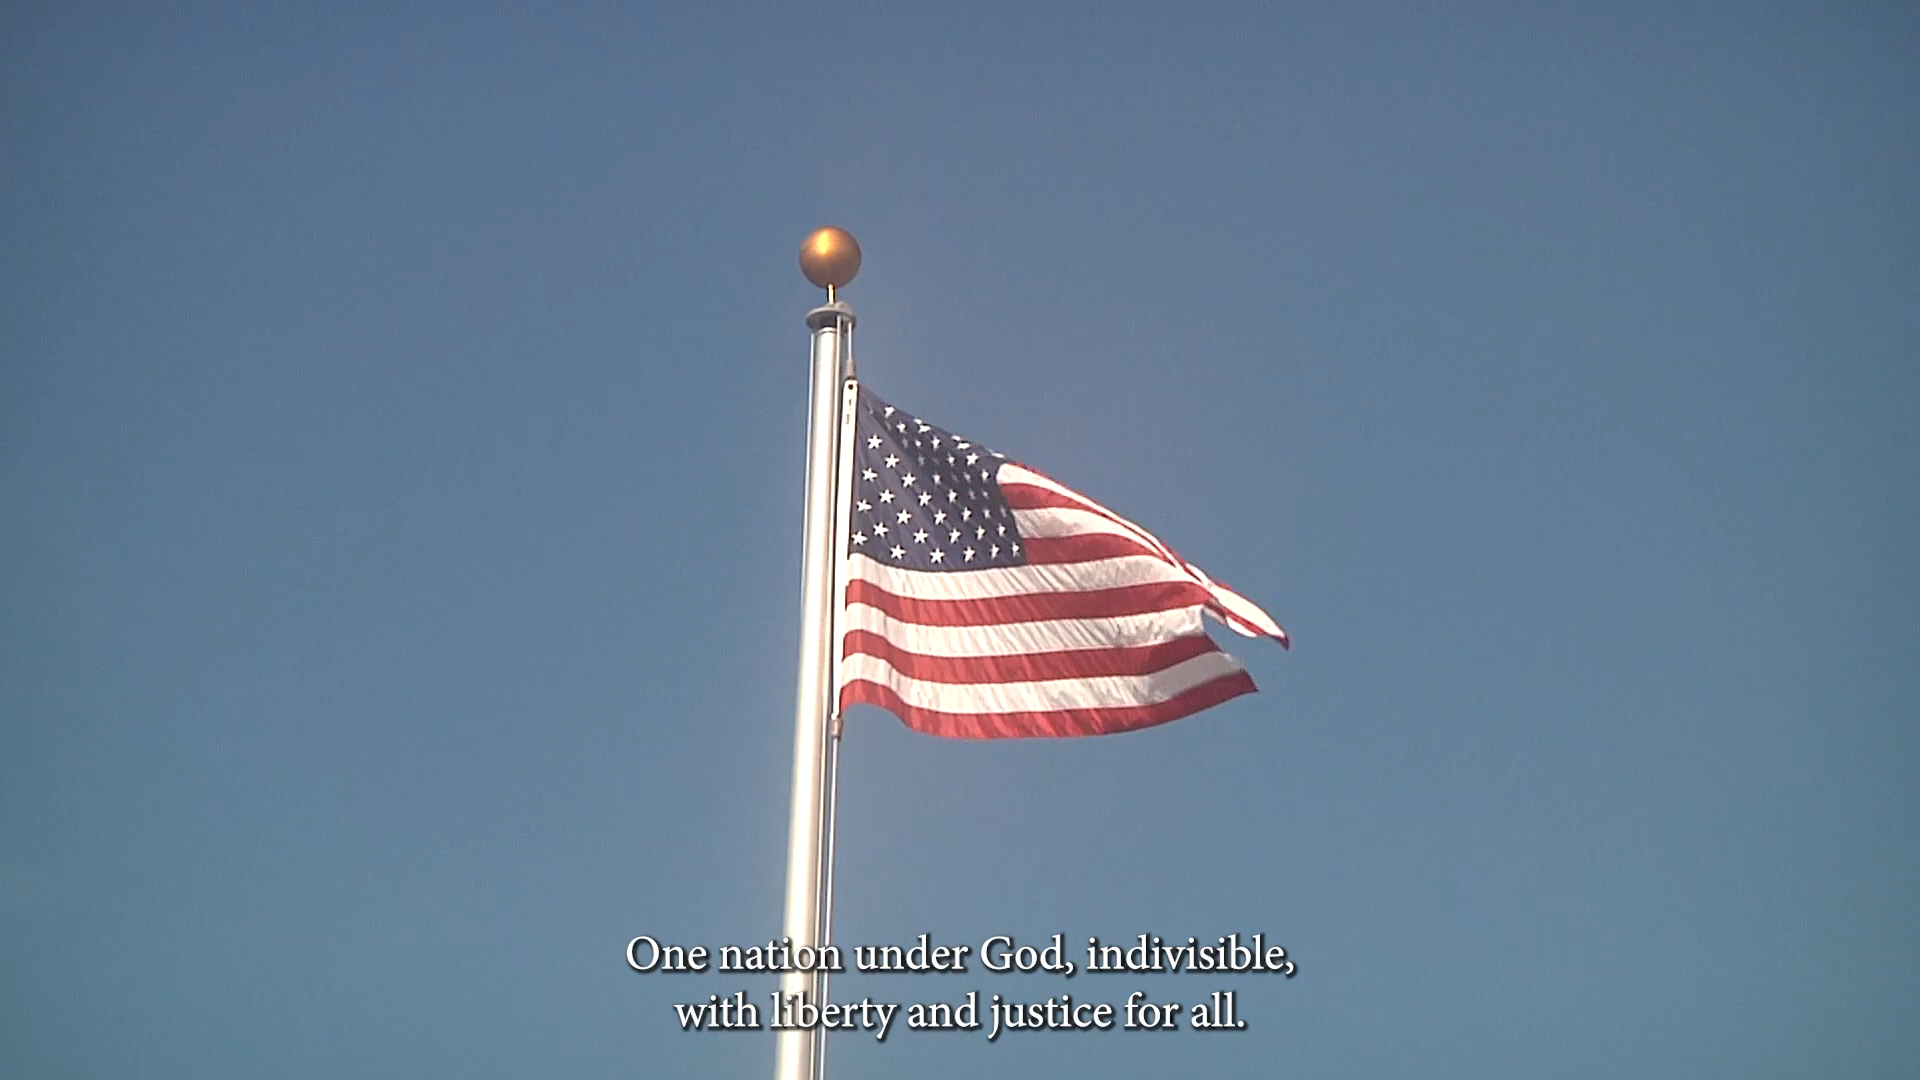 One nation under God, indivisible,
with liberty and justice for all.